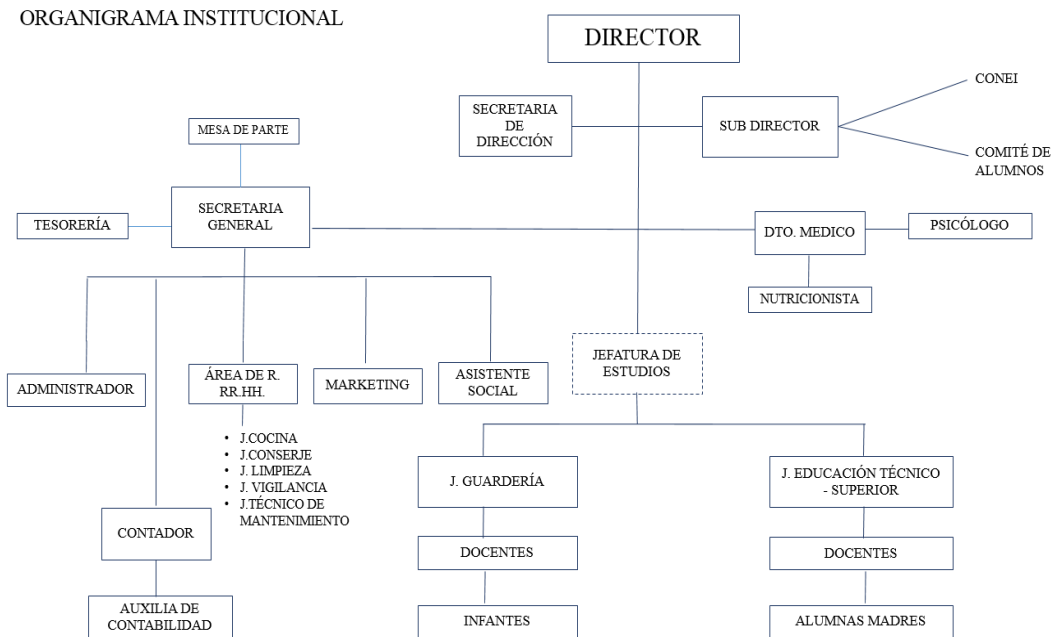 ORGANIGRAMA INSTITUCIONAL
DIRECTOR
CONEI
SECRETARIA
DE
DIRECCIÓN
SUB DIRECTOR
MESA DE PARTE
COMITÉ DE
ALUMNOS
SECRETARIA
GENERAL
TESORERÍA
DTO. MEDICO
PSICÓLOGO
NUTRICIONISTA
JEFATURA DE
ESTUDIOS
ADMINISTRADOR
ÁREA DE R.
RR.HH.
MARKETING
ASISTENTE
SOCIAL
• J.COCINA
• J.CONSERJE
• J. LIMPIEZA
• J. VIGILANCIA
• J.TÉCNICO DE
MANTENIMIENTO
J. GUARDERÍA
J. EDUCACIÓN TÉCNICO
- SUPERIOR
CONTADOR
DOCENTES
DOCENTES
AUXILIA DE
CONTABILIDAD
INFANTES
ALUMNAS MADRES